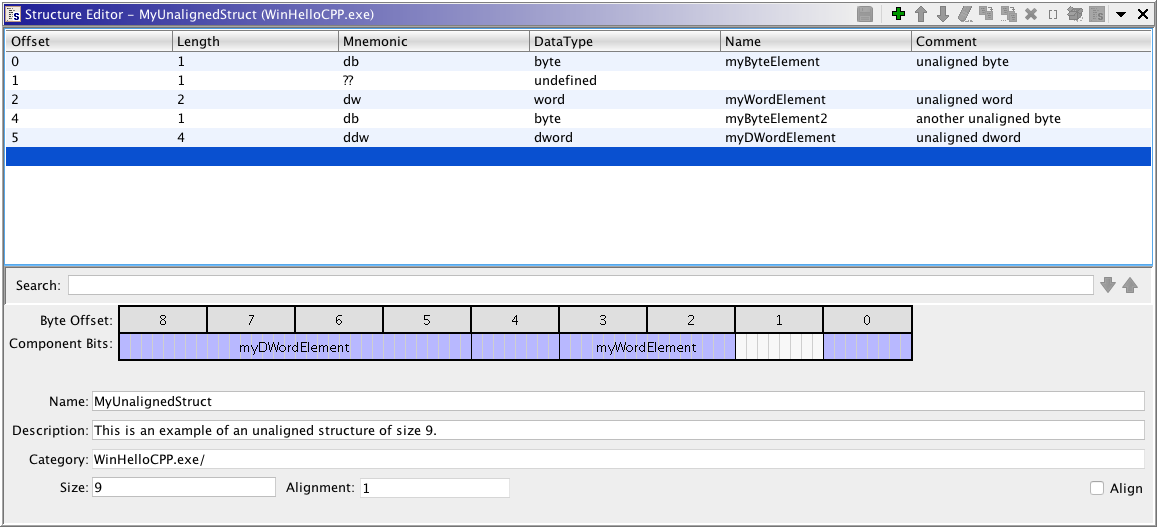 Structure Editor – MyUnalignedStruct (WinHelloCPP.exe)
Offset Length Mnemonic DataType Name Comment
0 1 db byte myByteElement unaligned byte
1 1 ?? undefined
2 2 dw word myWordElement unaligned word
4 1 db byte myByteElement2 another unaligned byte
5 4 ddw dword myDWordElement unaligned dword
Search:
Byte Offset: 8 7 6 5 4 3 2 1 0
Component Bits: myDWordElement myWordElement
Name: MyUnalignedStruct
Description: This is an example of an unaligned structure of size 9.
Category: WinHelloCPP.exe/
Size: 9 Alignment: 1 Align